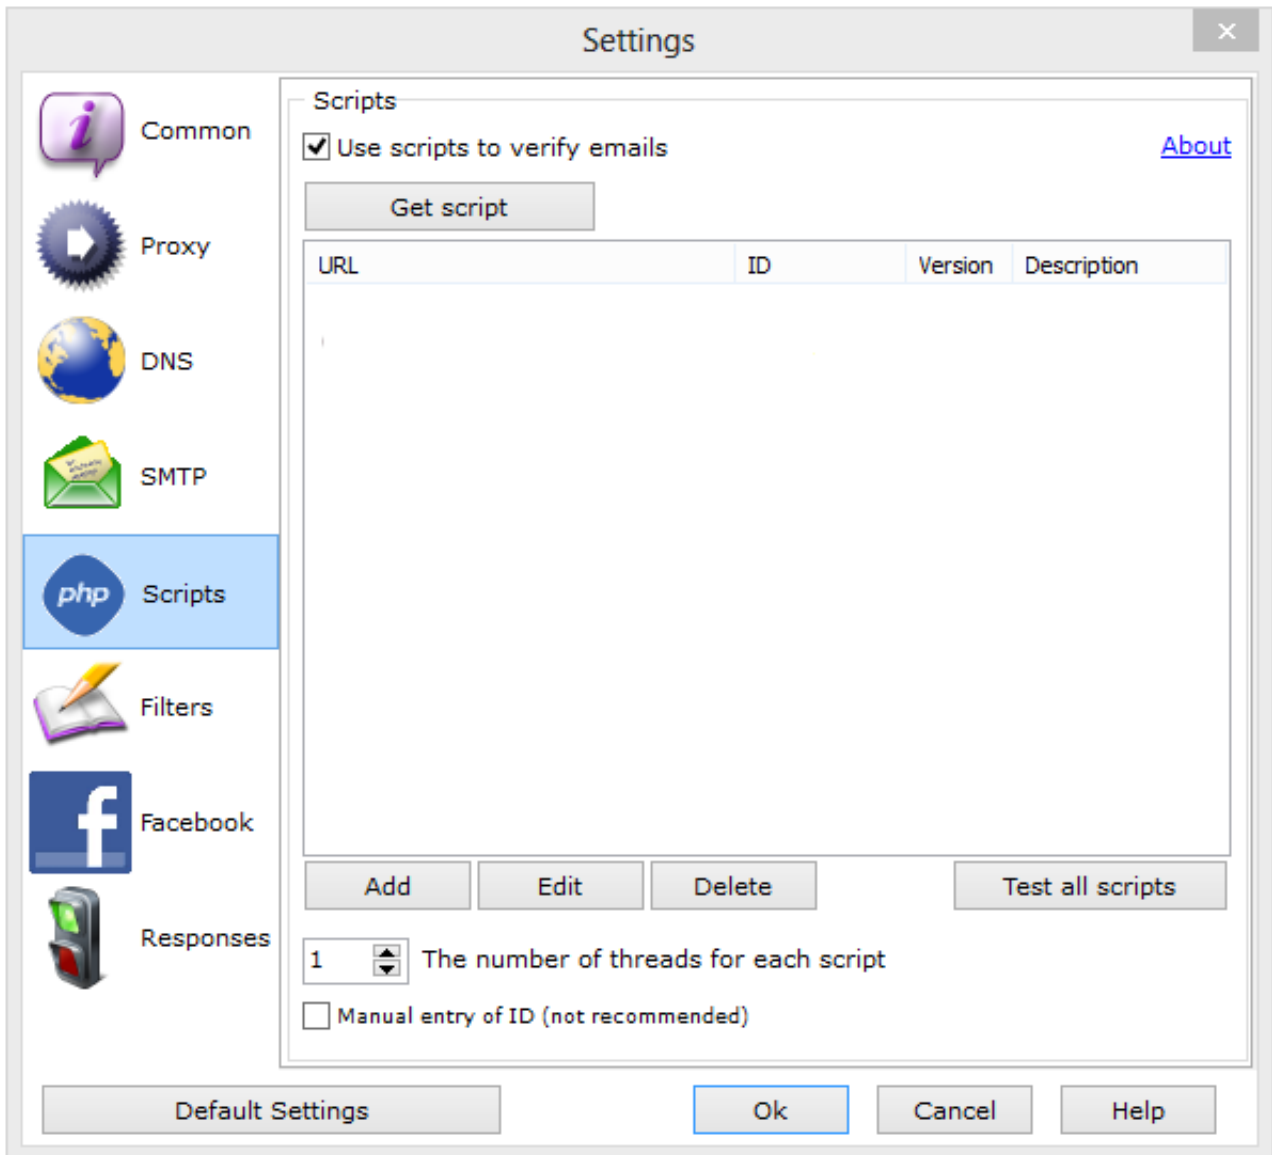 Settings
Common
Proxy
DNS
SMTP
php Scripts
Filters
f Facebook
Responses
Scripts
Use scripts to verify emails About
Get script
URL ID Version Description
Add Edit Delete Test all scripts
1 The number of threads for each script
Manual entry of ID (not recommended)
Default Settings Ok Cancel Help